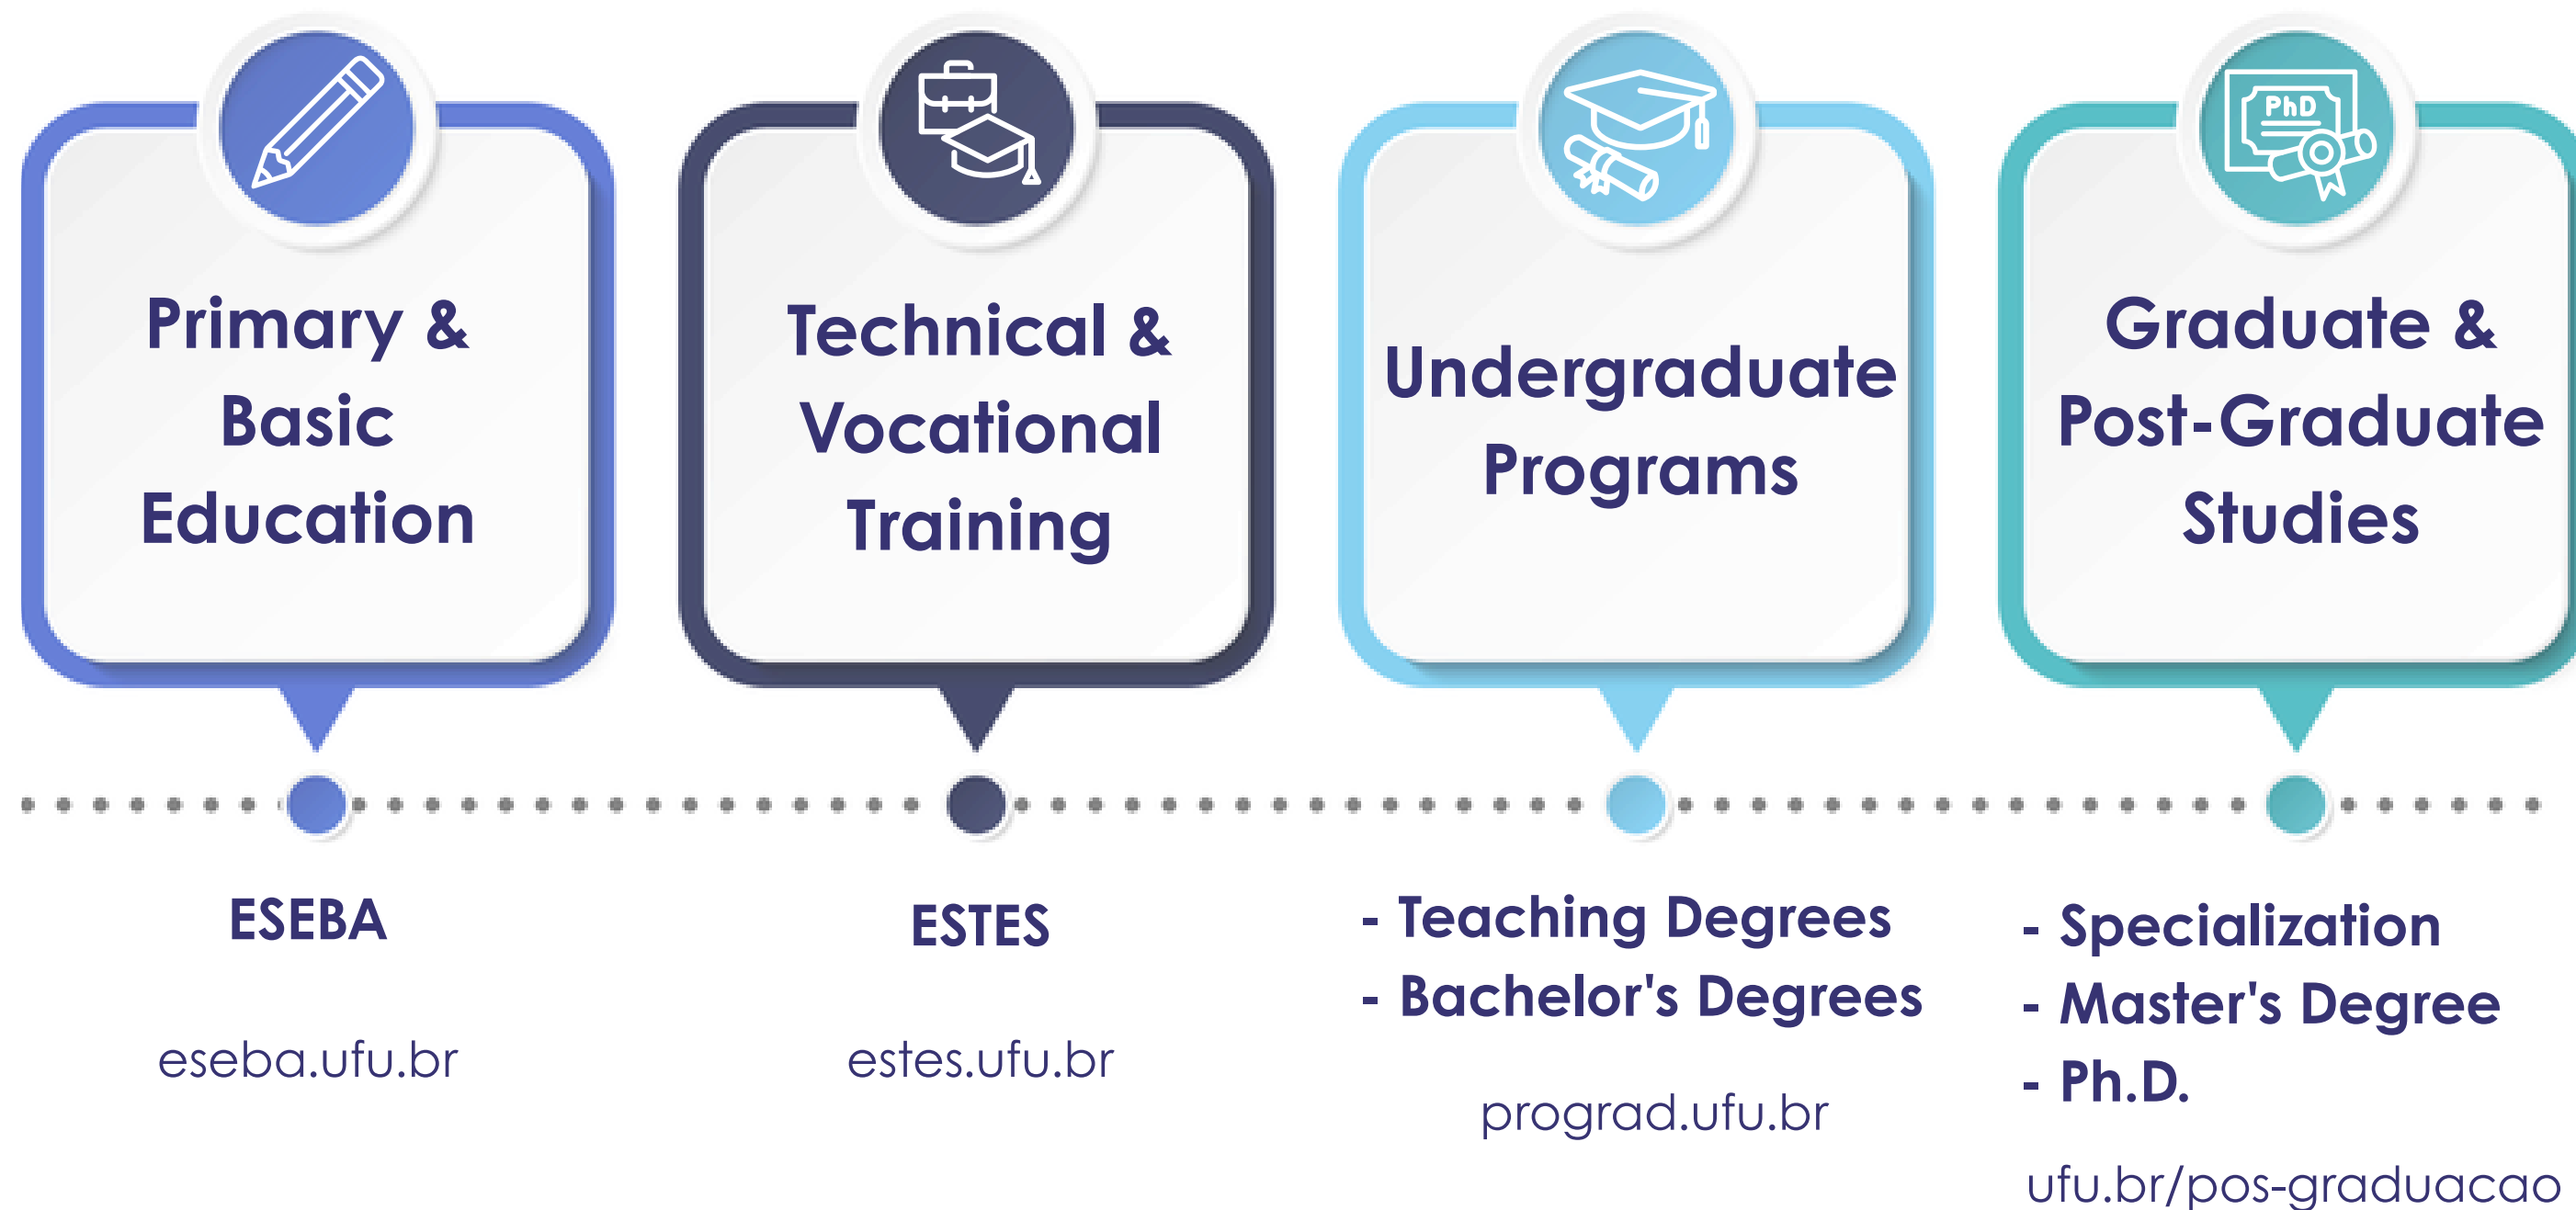 PhD
Primary &
Basic
Education
Technical &
Vocational
Training
Undergraduate
Programs
Graduate &
Post-Graduate
Studies
ESEBA
eseba.ufu.br
ESTES
estes.ufu.br
- Teaching Degrees
- Bachelor's Degrees
prograd.ufu.br
- Specialization
- Master's Degree
- Ph.D.
ufu.br/pos-graduacao